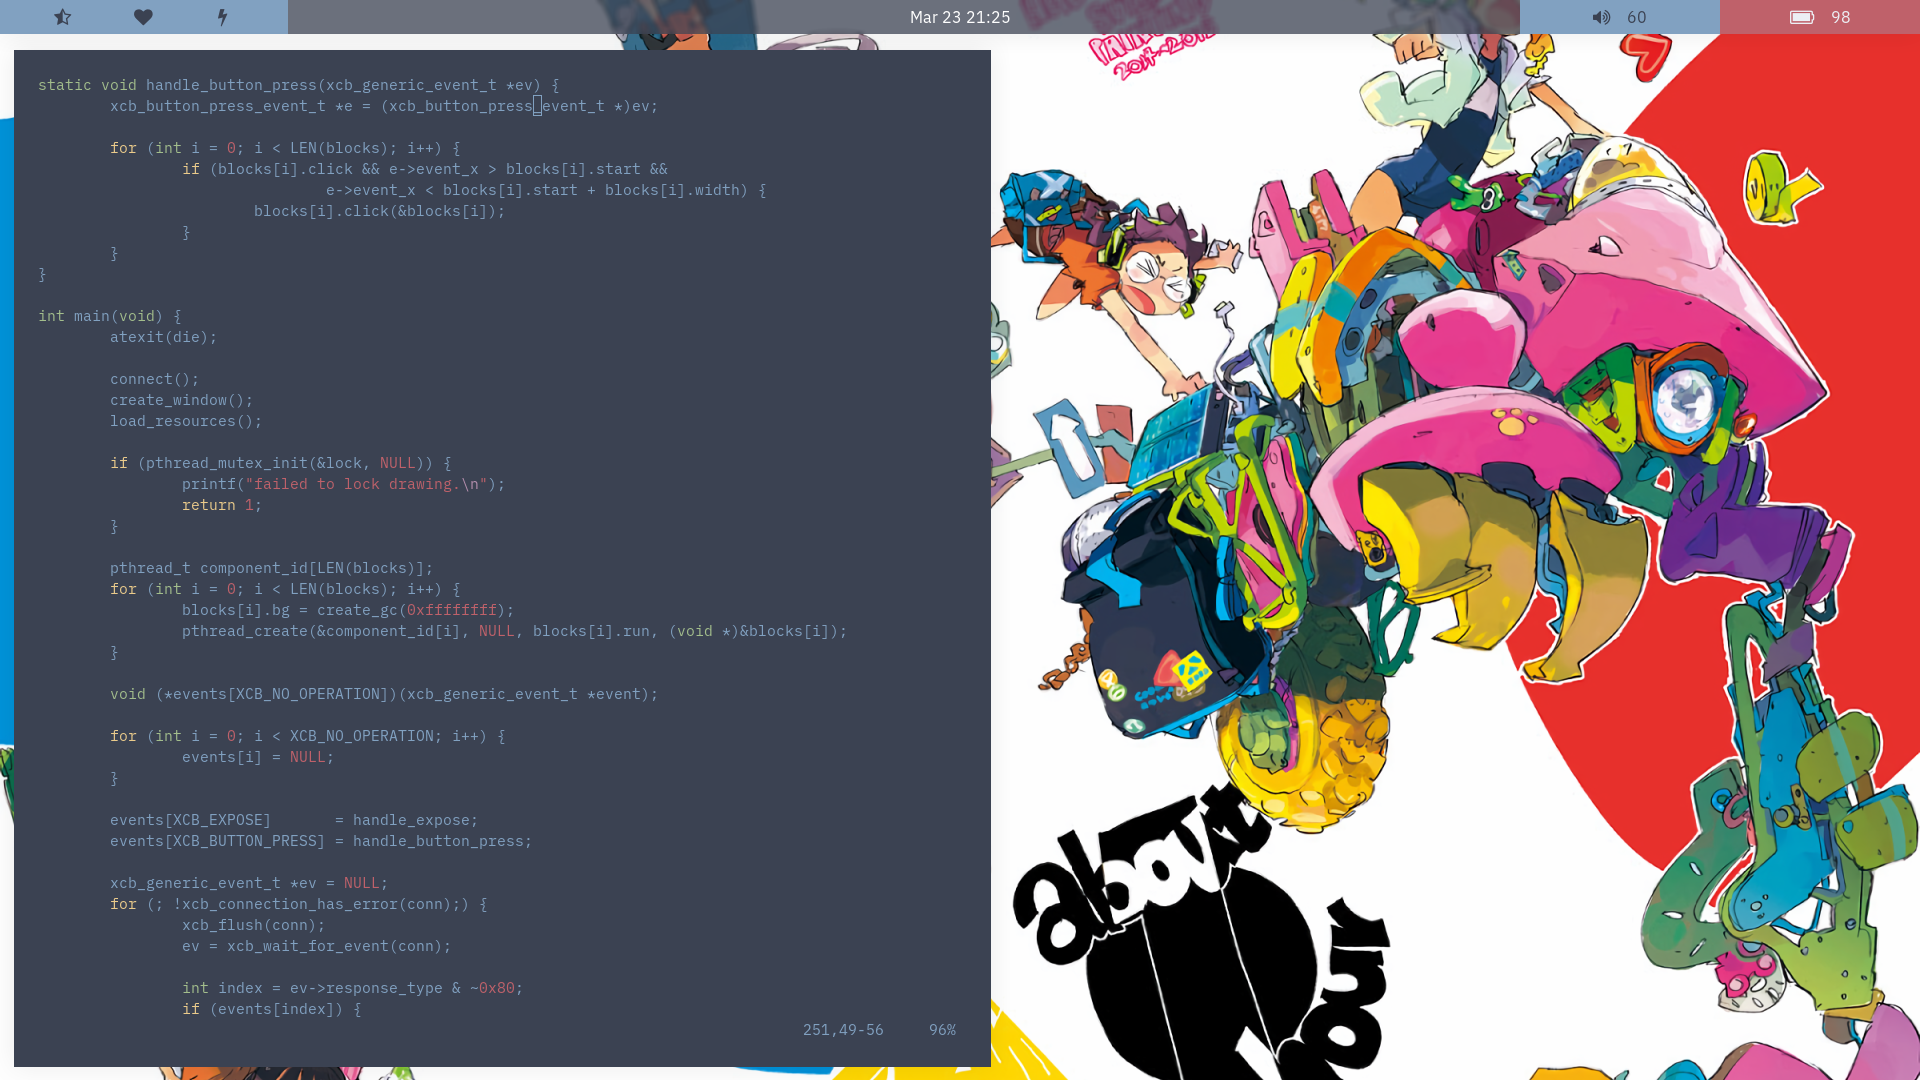 Mar 23 21:25
60
98
static void handle_button_press(xcb_generic_event_t *ev) {
xcb_button_press_event_t *e = (xcb_button_press_event_t *)ev;
for (int i = 0; i < LEN(blocks); i++) {
if (blocks[i].click && e->event_x > blocks[i].start &&
e->event_x < blocks[i].start + blocks[i].width) {
blocks[i].click(&blocks[i]);
}
}
}
int main(void) {
atexit(die);
connect();
create_window();
load_resources();
if (pthread_mutex_init(&lock, NULL)) {
printf("failed to lock drawing.\n");
return 1;
}
pthread_t component_id[LEN(blocks)];
for (int i = 0; i < LEN(blocks); i++) {
blocks[i].bg = create_gc(0xffffffff);
pthread_create(&component_id[i], NULL, blocks[i].run, (void *)&blocks[i]);
}
void (*events[XCB_NO_OPERATION])(xcb_generic_event_t *event);
for (int i = 0; i < XCB_NO_OPERATION; i++) {
events[i] = NULL;
}
events[XCB_EXPOSE]       = handle_expose;
events[XCB_BUTTON_PRESS] = handle_button_press;
xcb_generic_event_t *ev = NULL;
for (; !xcb_connection_has_error(conn);) {
xcb_flush(conn);
ev = xcb_wait_for_event(conn);
int index = ev->response_type & ~0x80;
if (events[index]) {
251,49-56 96%
about